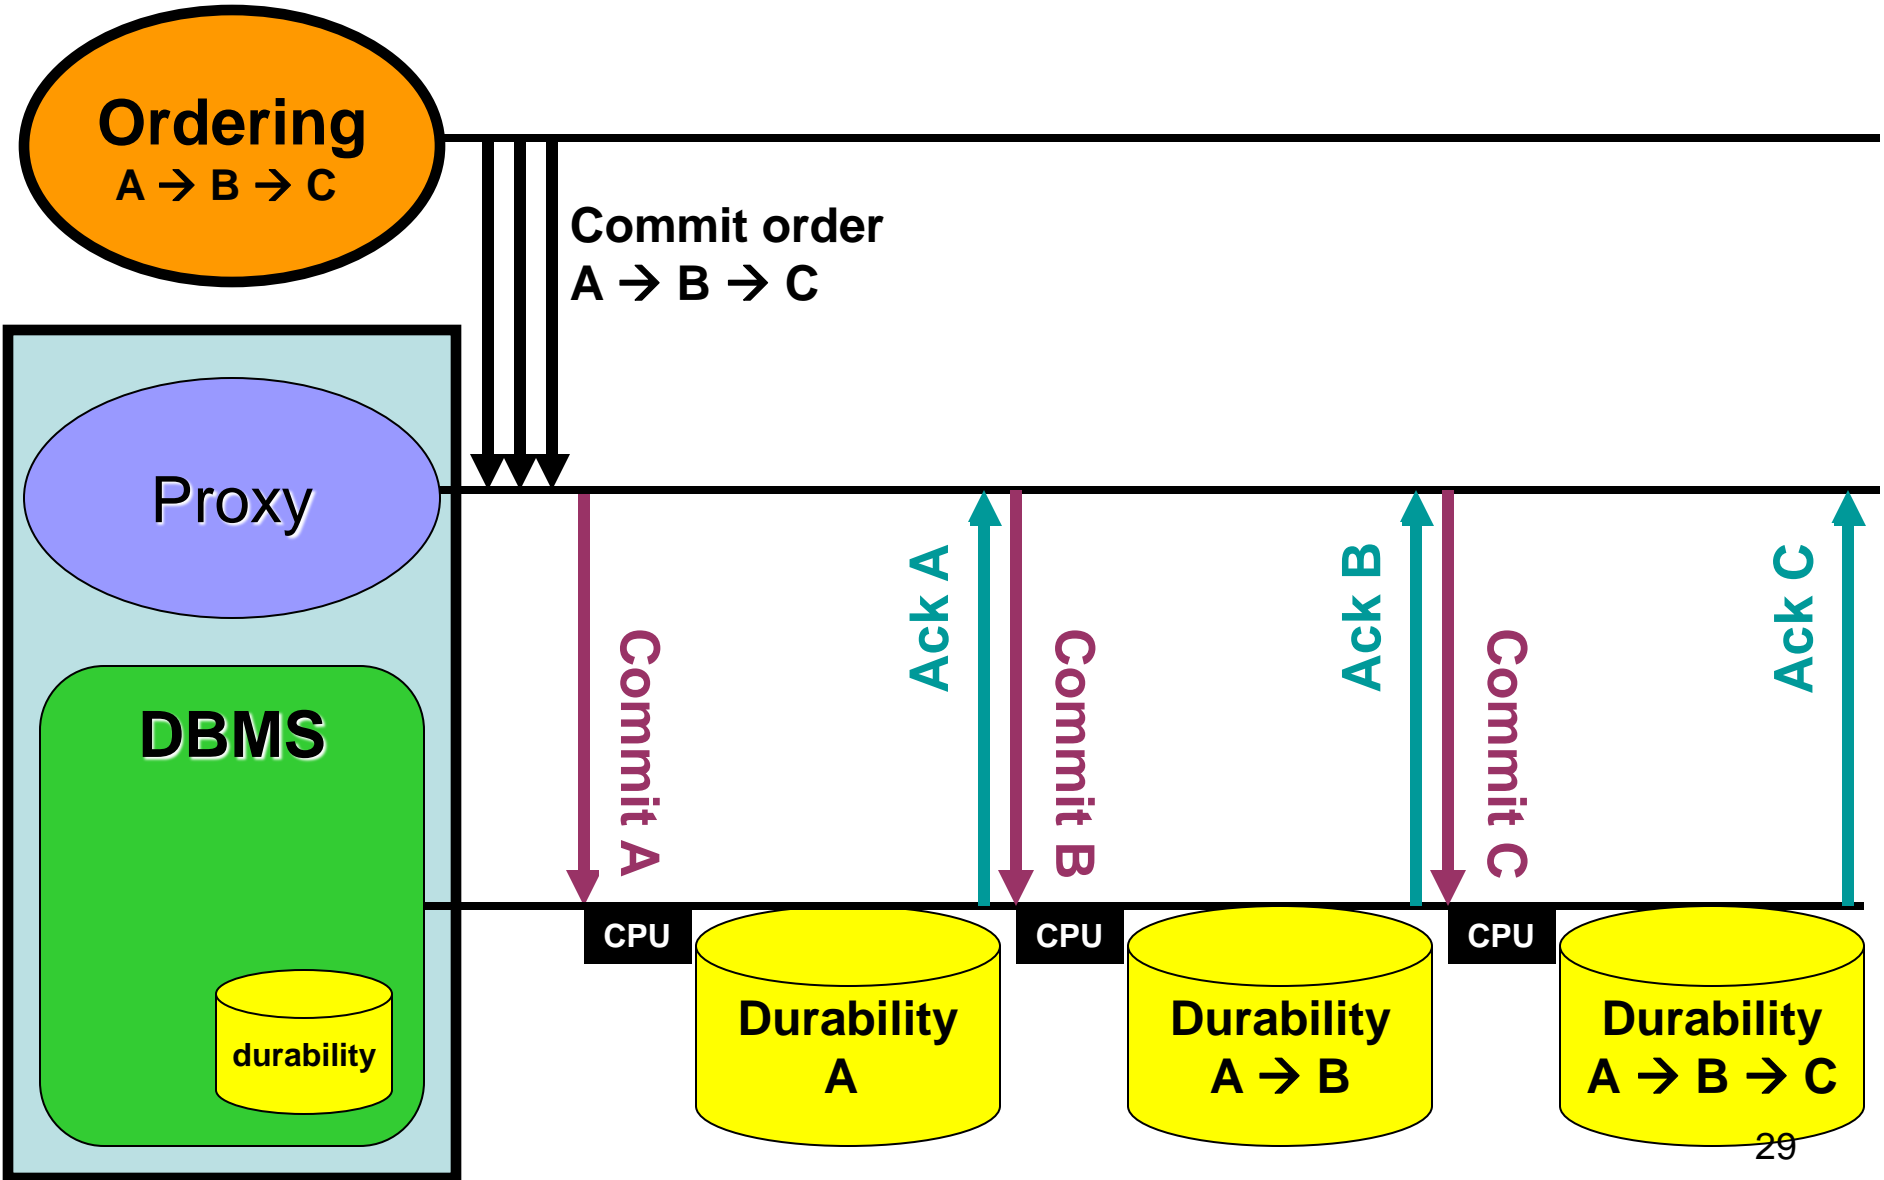 Ordering
A → B → C
Commit order
A → B → C
Proxy
DBMS
durability
Commit A
Ack A
Commit B
Ack B
Commit C
Ack C
CPU
CPU
CPU
Durability
A
Durability
A → B
Durability
A → B → C
29